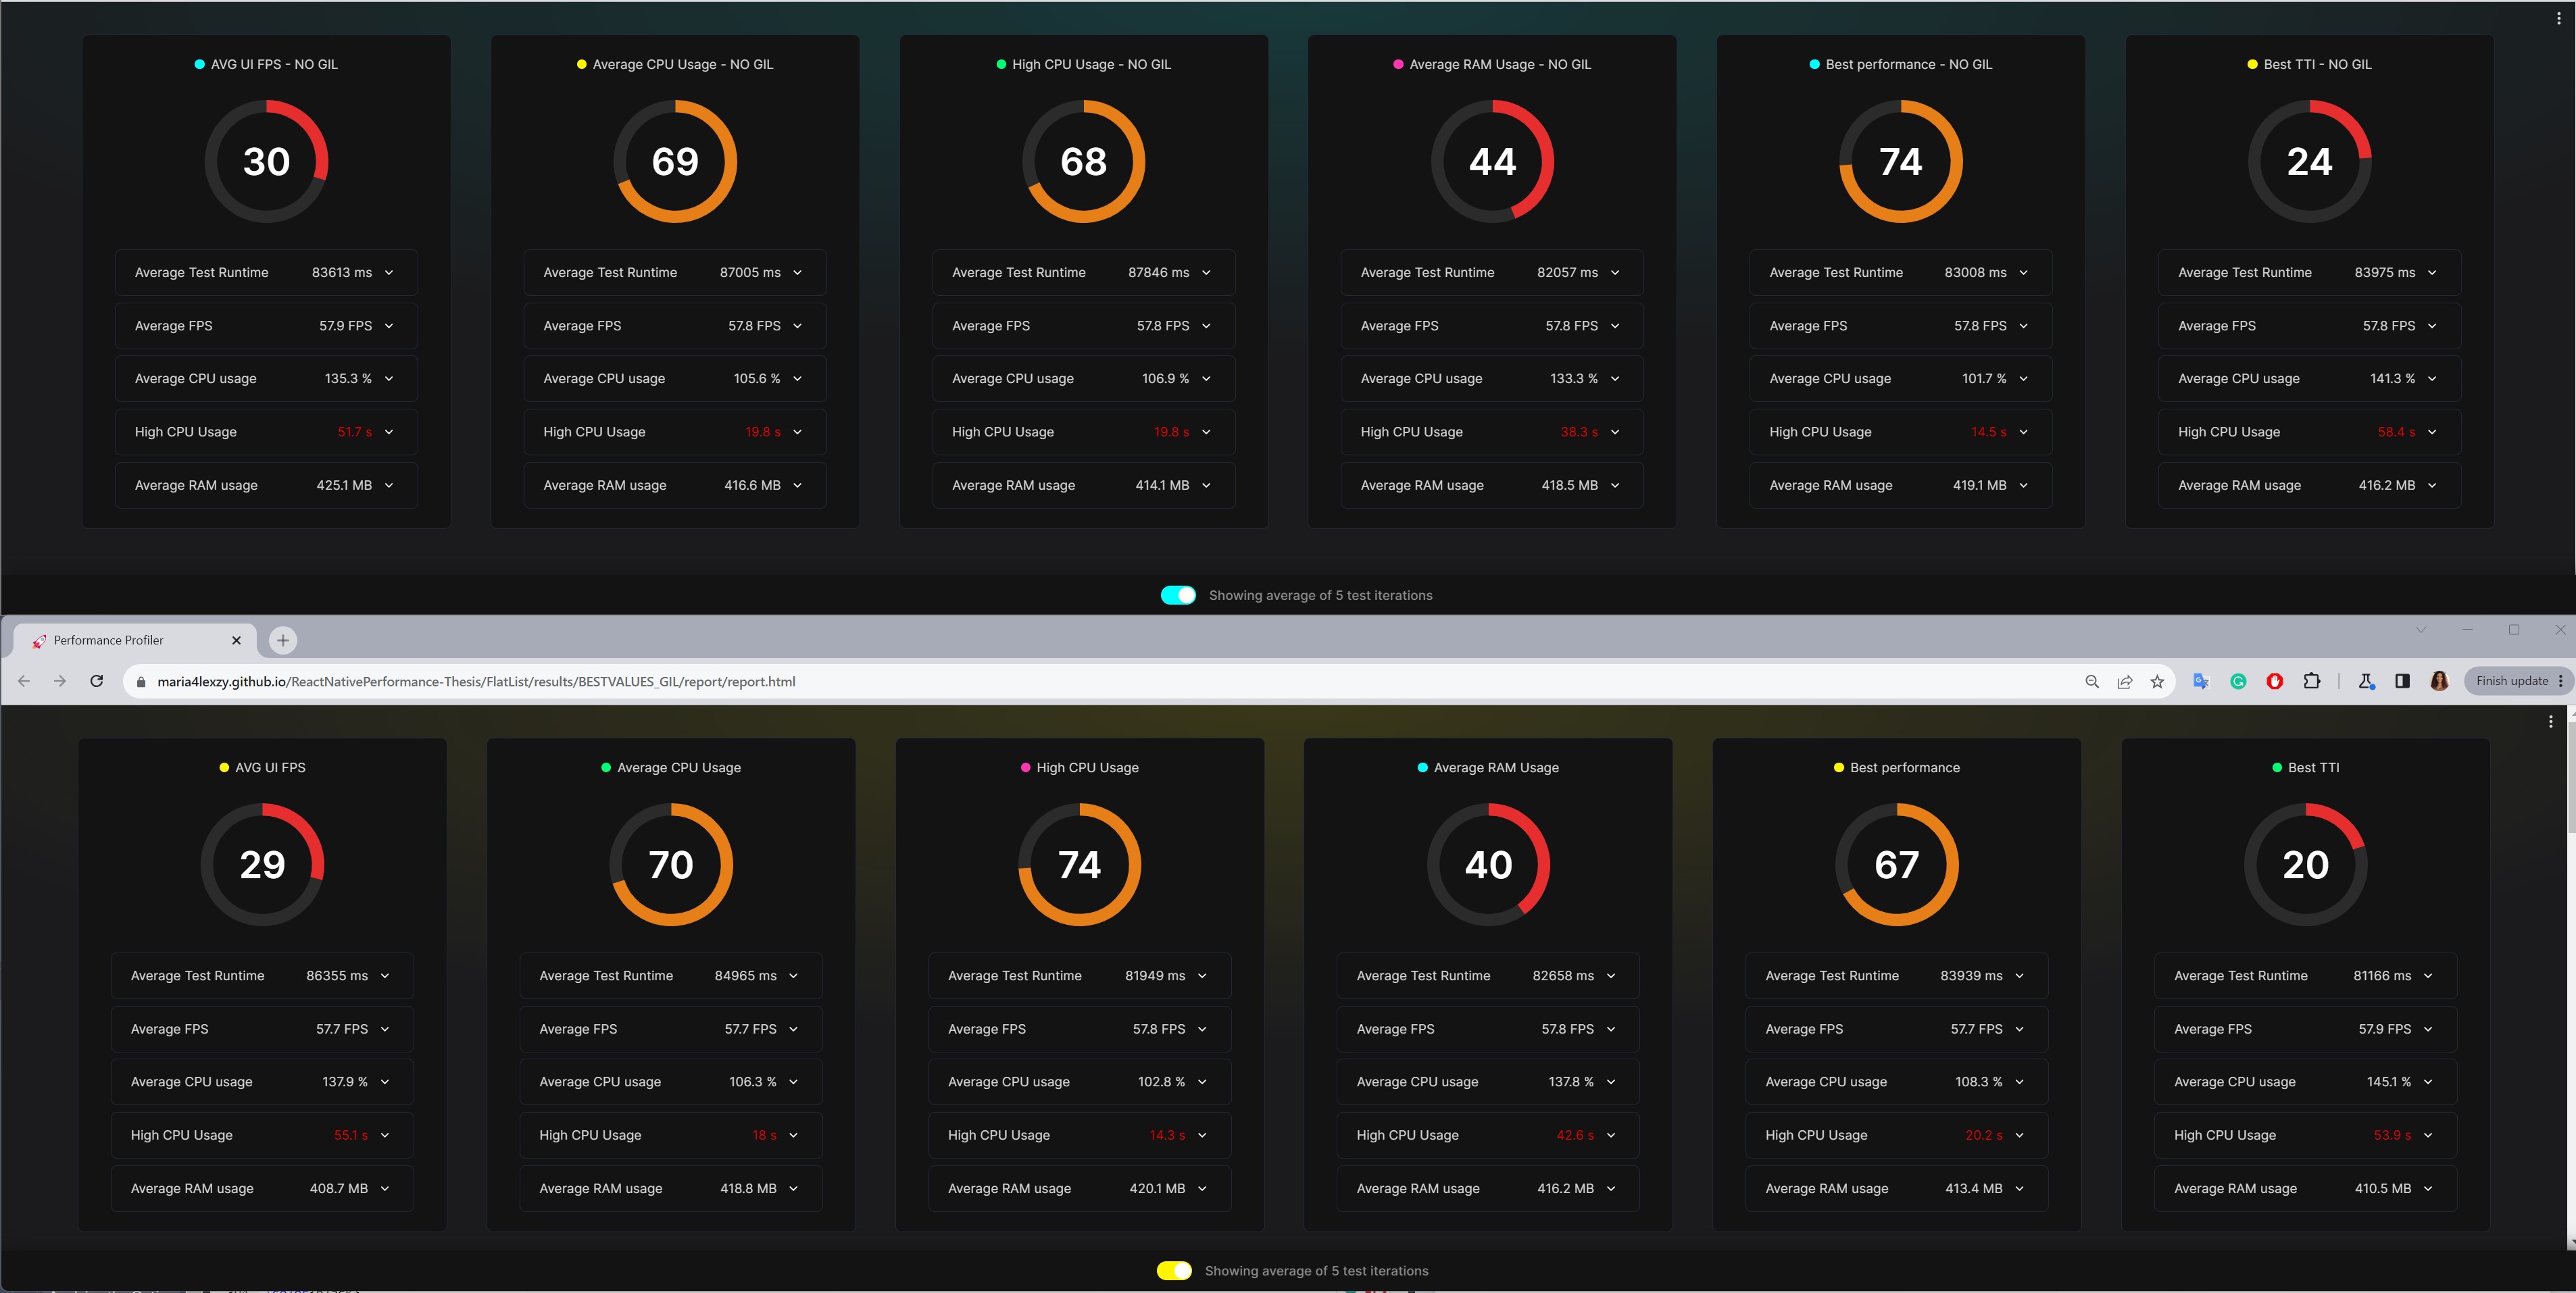 AVG UI FPS - NO GIL
Average CPU Usage - NO GIL
High CPU Usage - NO GIL
Average RAM Usage - NO GIL
Best performance - NO GIL
Best TTI - NO GIL
30
69
68
44
74
24
Average Test Runtime 83613 ms
Average Test Runtime 87005 ms
Average Test Runtime 87846 ms
Average Test Runtime 82057 ms
Average Test Runtime 83008 ms
Average Test Runtime 83975 ms
Average FPS 57.9 FPS
Average FPS 57.8 FPS
Average FPS 57.8 FPS
Average FPS 57.8 FPS
Average FPS 57.8 FPS
Average FPS 57.8 FPS
Average CPU usage 135.3 %
Average CPU usage 105.6 %
Average CPU usage 106.9 %
Average CPU usage 133.3 %
Average CPU usage 101.7 %
Average CPU usage 141.3 %
High CPU Usage 51.7 s
High CPU Usage 19.8 s
High CPU Usage 19.8 s
High CPU Usage 38.3 s
High CPU Usage 14.5 s
High CPU Usage 58.4 s
Average RAM usage 425.1 MB
Average RAM usage 416.6 MB
Average RAM usage 414.1 MB
Average RAM usage 418.5 MB
Average RAM usage 419.1 MB
Average RAM usage 416.2 MB
Showing average of 5 test iterations
Performance Profiler
maria4lexzy.github.io/ReactNativePerformance-Thesis/FlatList/results/BESTVALUES_GIL/report/report.html
Finish update
AVG UI FPS
Average CPU Usage
High CPU Usage
Average RAM Usage
Best performance
Best TTI
29
70
74
40
67
20
Average Test Runtime 86355 ms
Average Test Runtime 84965 ms
Average Test Runtime 81949 ms
Average Test Runtime 82658 ms
Average Test Runtime 83939 ms
Average Test Runtime 81166 ms
Average FPS 57.7 FPS
Average FPS 57.7 FPS
Average FPS 57.8 FPS
Average FPS 57.8 FPS
Average FPS 57.7 FPS
Average FPS 57.9 FPS
Average CPU usage 137.9 %
Average CPU usage 106.3 %
Average CPU usage 102.8 %
Average CPU usage 137.8 %
Average CPU usage 108.3 %
Average CPU usage 145.1 %
High CPU Usage 55.1 s
High CPU Usage 18 s
High CPU Usage 14.3 s
High CPU Usage 42.6 s
High CPU Usage 20.2 s
High CPU Usage 53.9 s
Average RAM usage 408.7 MB
Average RAM usage 418.8 MB
Average RAM usage 420.1 MB
Average RAM usage 416.2 MB
Average RAM usage 413.4 MB
Average RAM usage 410.5 MB
Showing average of 5 test iterations